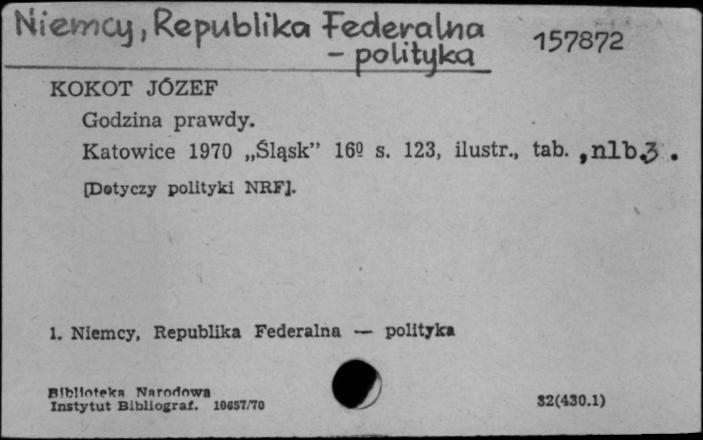 Niemcy, Republika Federalna
- polityka
157872
KOKOT JÓZEF
Godzina prawdy.
Katowice 1970 „Śląsk” 16º s. 123, ilustr., tab. , nlb. 3 .
[Dotyczy polityki NRF].
1. Niemcy, Republika Federalna — polityka
Biblioteka Narodowa
Instytut Bibliograf. 10657/70
32(430.1)